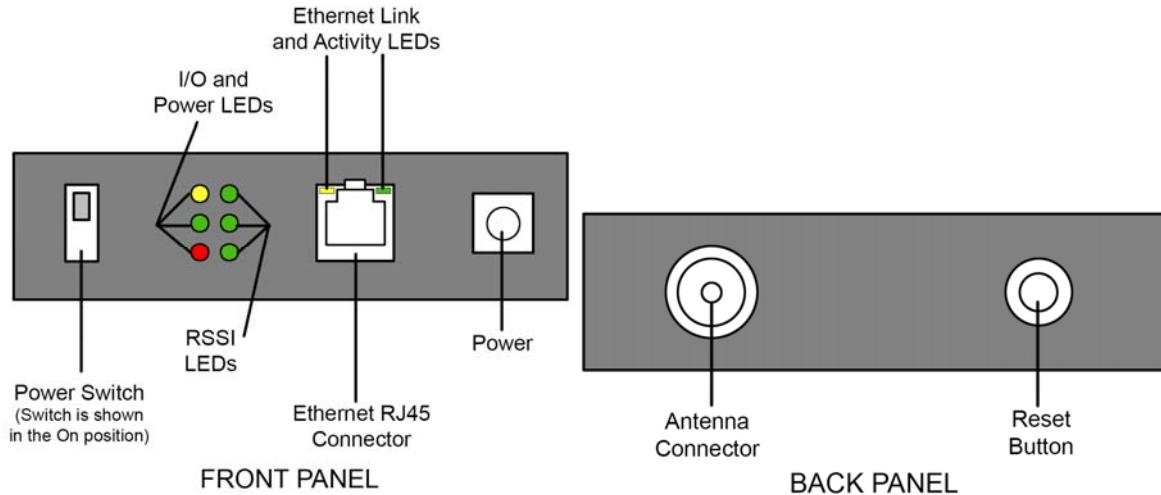 Ethernet Link
and Activity LEDs
I/O and
Power LEDs
RSSI
LEDs
Power
Power Switch
(Switch is shown
in the On position)
Ethernet RJ45
Connector
FRONT PANEL
Antenna
Connector
Reset
Button
BACK PANEL